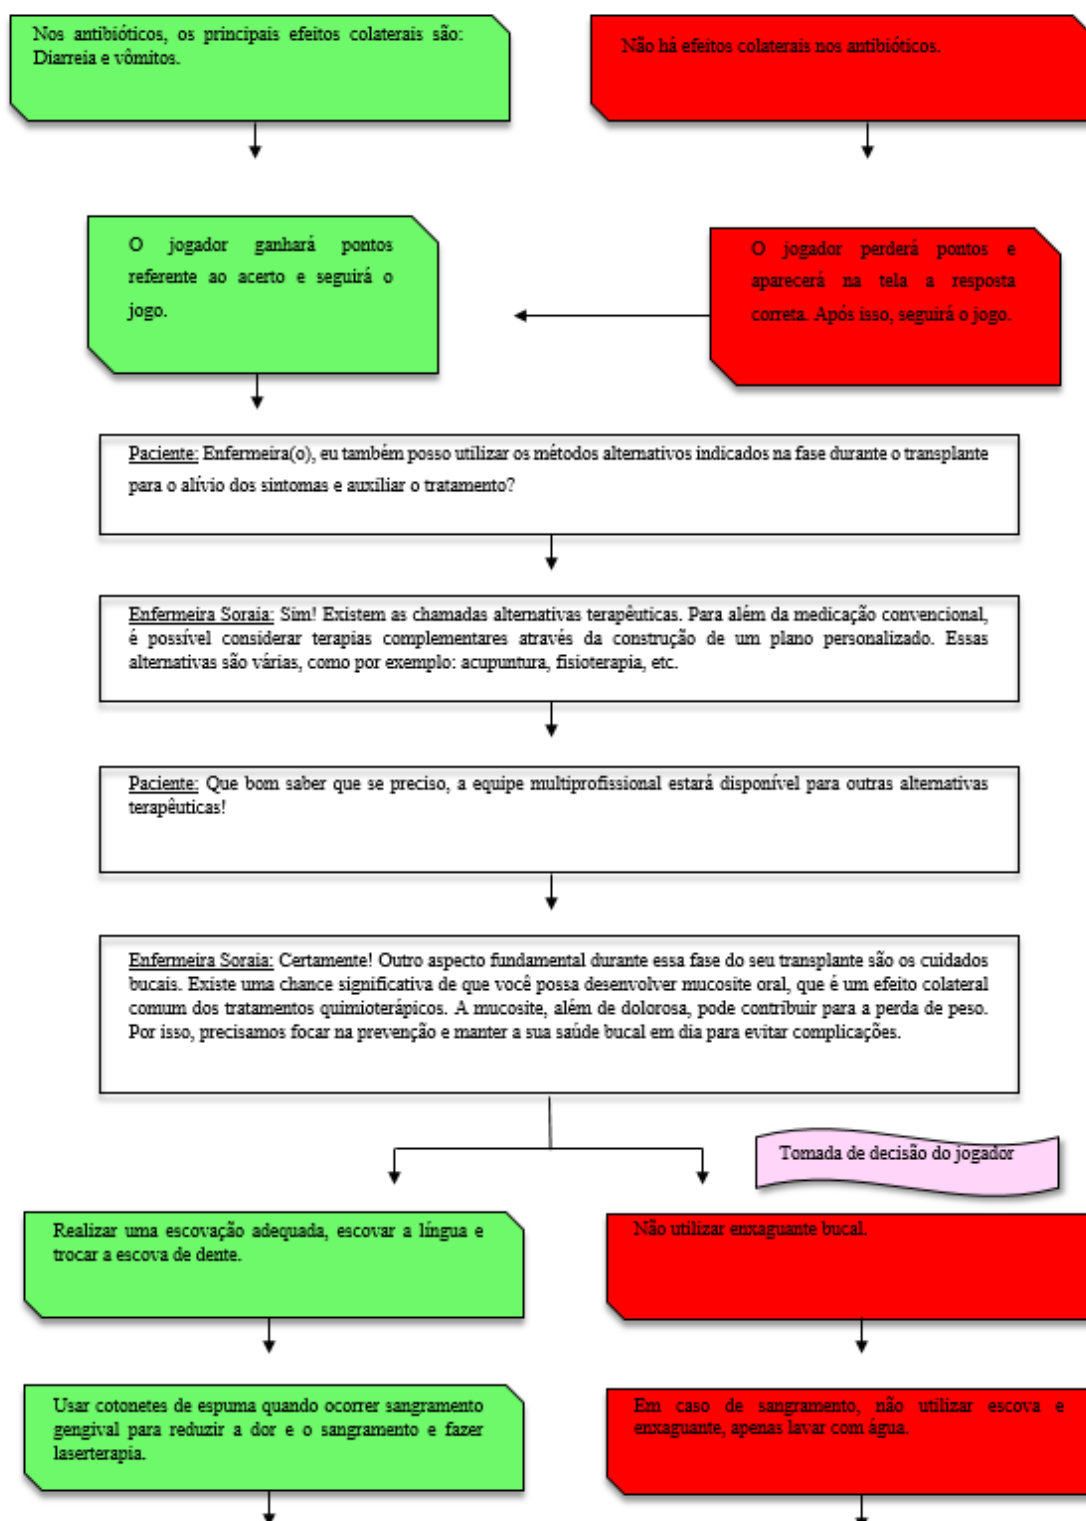 Nos antibióticos, os principais efeitos colaterais são:
Diarreia e vômitos.
Não há efeitos colaterais nos antibióticos.
O jogador ganhará pontos
referente ao acerto e seguirá o
jogo.
O jogador perderá pontos e
aparecerá na tela a resposta
correta. Após isso, seguirá o jogo.
Paciente: Enfermeira(o), eu também posso utilizar os métodos alternativos indicados na fase durante o transplante
para o alívio dos sintomas e auxiliar o tratamento?
Enfermeira Soraia: Sim! Existem as chamadas alternativas terapêuticas. Para além da medicação convencional,
é possível considerar terapias complementares através da construção de um plano personalizado. Essas
alternativas são várias, como por exemplo: acupuntura, fisioterapia, etc.
Paciente: Que bom saber que se preciso, a equipe multiprofissional estará disponível para outras alternativas
terapêuticas!
Enfermeira Soraia: Certamente! Outro aspecto fundamental durante essa fase do seu transplante são os cuidados
bucais. Existe uma chance significativa de que você possa desenvolver mucosite oral, que é um efeito colateral
comum dos tratamentos quimioterápicos. A mucosite, além de dolorosa, pode contribuir para a perda de peso.
Por isso, precisamos focar na prevenção e manter a sua saúde bucal em dia para evitar complicações.
Tomada de decisão do jogador
Realizar uma escovação adequada, escovar a língua e
trocar a escova de dente.
Não utilizar enxaguante bucal.
Usar cotonetes de espuma quando ocorrer sangramento
gengival para reduzir a dor e o sangramento e fazer
laserterapia.
Em caso de sangramento, não utilizar escova e
enxaguante, apenas lavar com água.